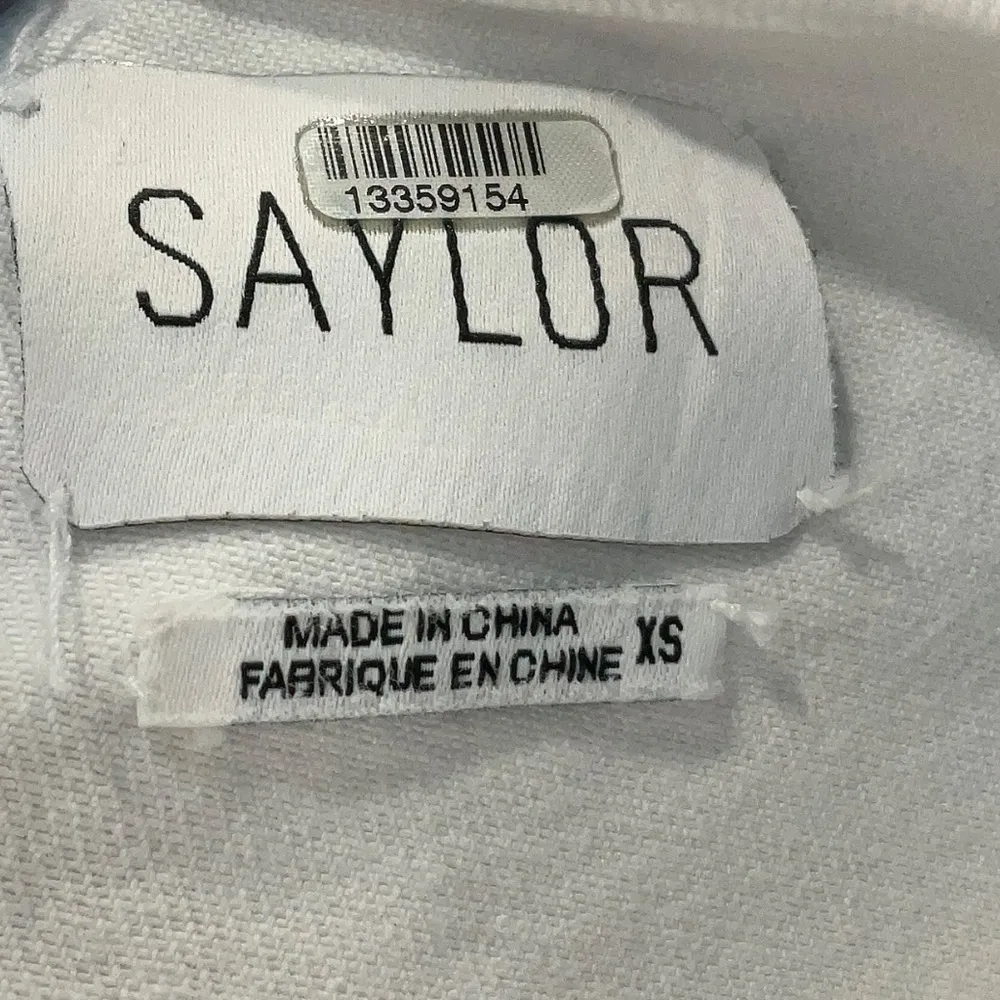 13359154
SAYLOR
MADE IN CHINA
FABRIQUE EN CHINE XS